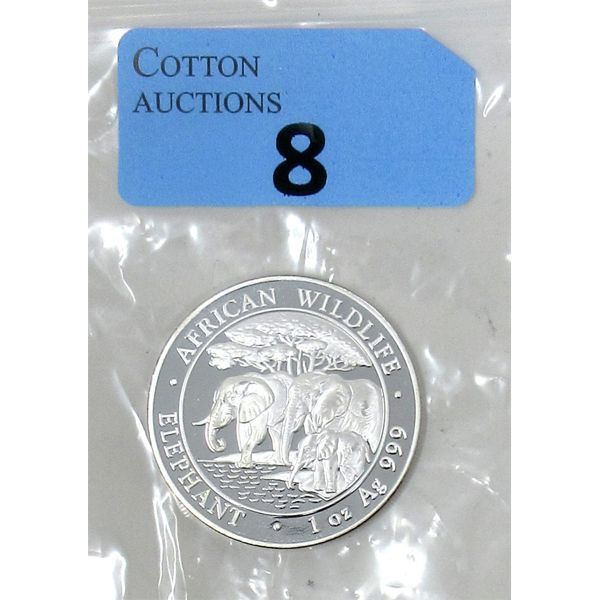 COTTON
AUCTIONS
8
· AFRICAN WILDLIFE ·
ELEPHANT · 1 oz Ag 999